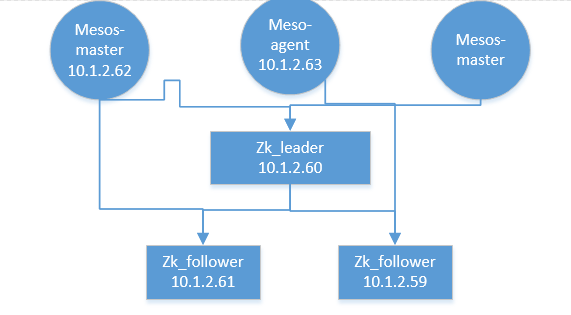 Mesos-
master
10.1.2.62
Meso-
agent
10.1.2.63
Mesos-
master
Zk_leader
10.1.2.60
Zk_follower
10.1.2.61
Zk_follower
10.1.2.59